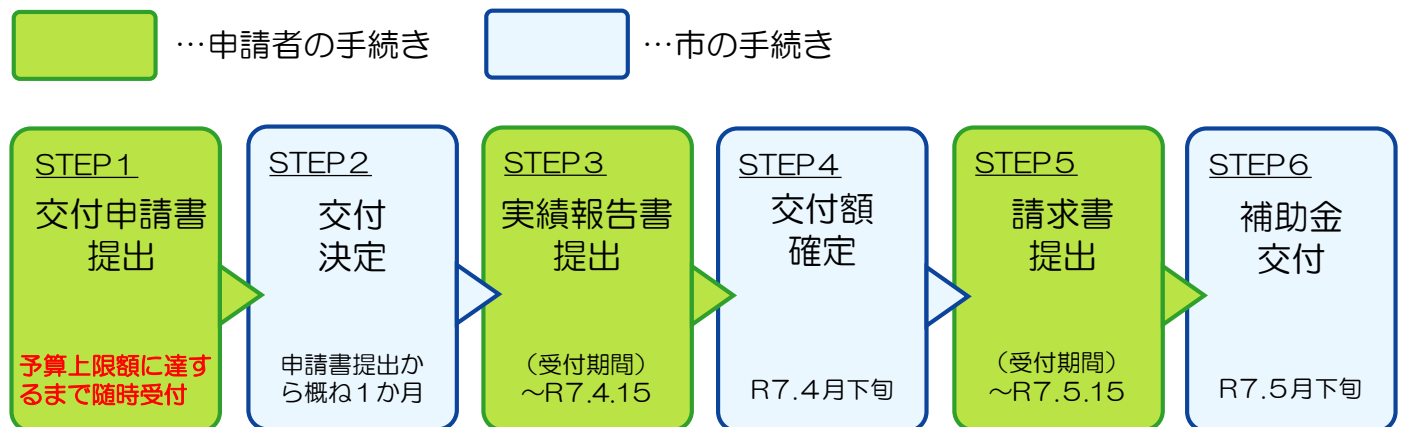 …申請者の手続き
…市の手続き
STEP1
交付申請書
提出
予算上限額に達す
るまで随時受付
STEP2
交付
決定
申請書提出か
ら概ね１か月
STEP3
実績報告書
提出
（受付期間）
～R7.4.15
STEP4
交付額
確定
R7.4月下旬
STEP5
請求書
提出
（受付期間）
～R7.5.15
STEP6
補助金
交付
R7.5月下旬